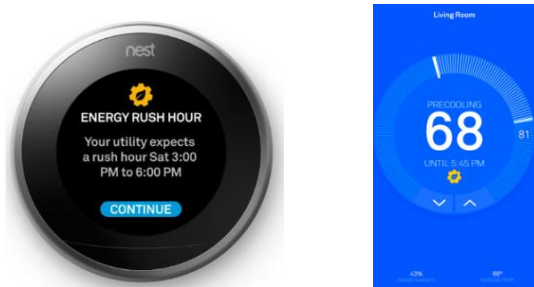 nest
ENERGY RUSH HOUR
Your utility expects
a rush hour Sat 3:00
PM to 6:00 PM
CONTINUE
Living Room
PRECOOLING
68
81
UNTIL 5:45 PM